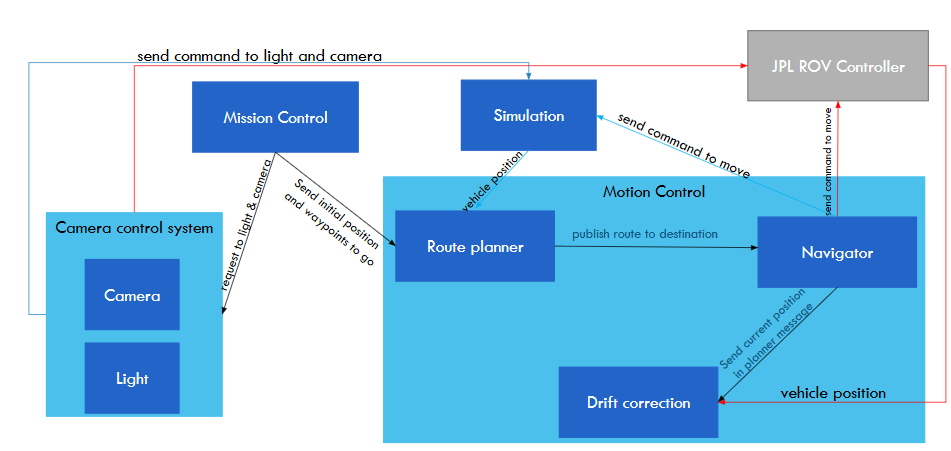 send command to light and camera
JPL ROV Controller
Mission Control
Simulation
send command to move
send command to move
vehicle position
request to light & camera
Send initial position
and waypoints to go
Motion Control
Camera control system
Route planner
publish route to destination
Navigator
Camera
Send current position
in planner message
Light
Drift correction
vehicle position